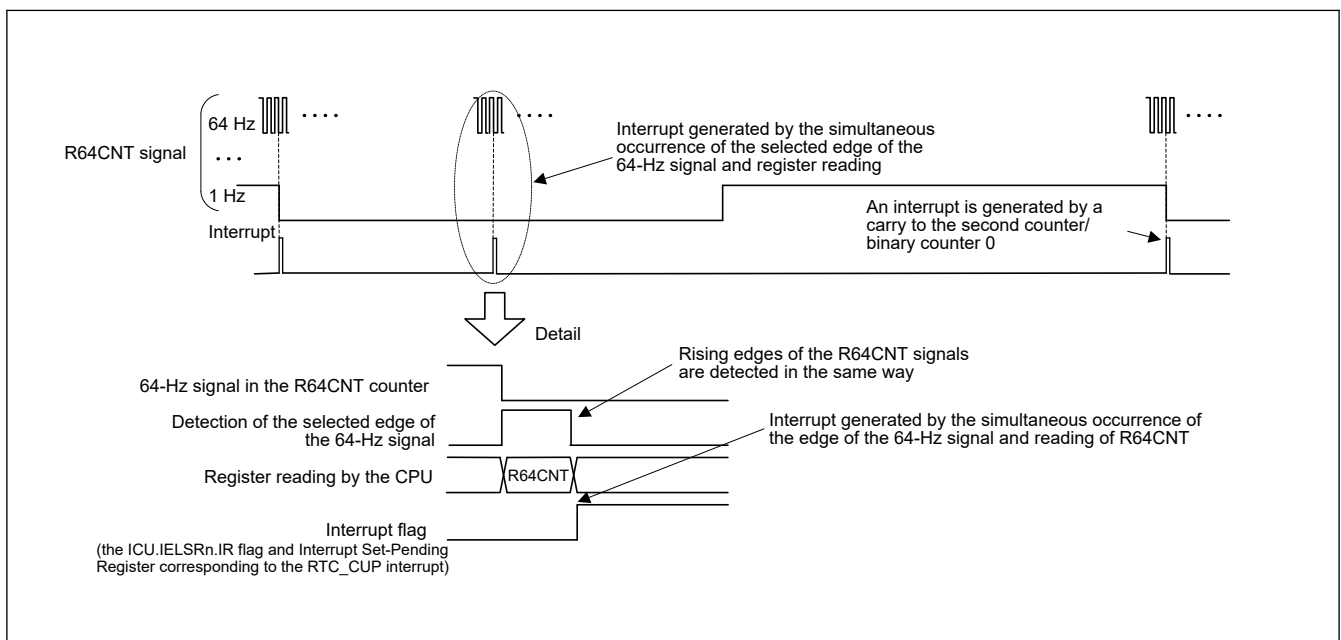 64 Hz
....
....
....
R64CNT signal
...
1 Hz
Interrupt
Interrupt generated by the simultaneous
occurrence of the selected edge of the
64-Hz signal and register reading
An interrupt is generated by a
carry to the second counter/
binary counter 0
Detail
64-Hz signal in the R64CNT counter
Rising edges of the R64CNT signals
are detected in the same way
Detection of the selected edge of
the 64-Hz signal
Interrupt generated by the simultaneous occurrence of
the edge of the 64-Hz signal and reading of R64CNT
Register reading by the CPU
R64CNT
Interrupt flag
(the ICU.IELSRn.IR flag and Interrupt Set-Pending
Register corresponding to the RTC_CUP interrupt)